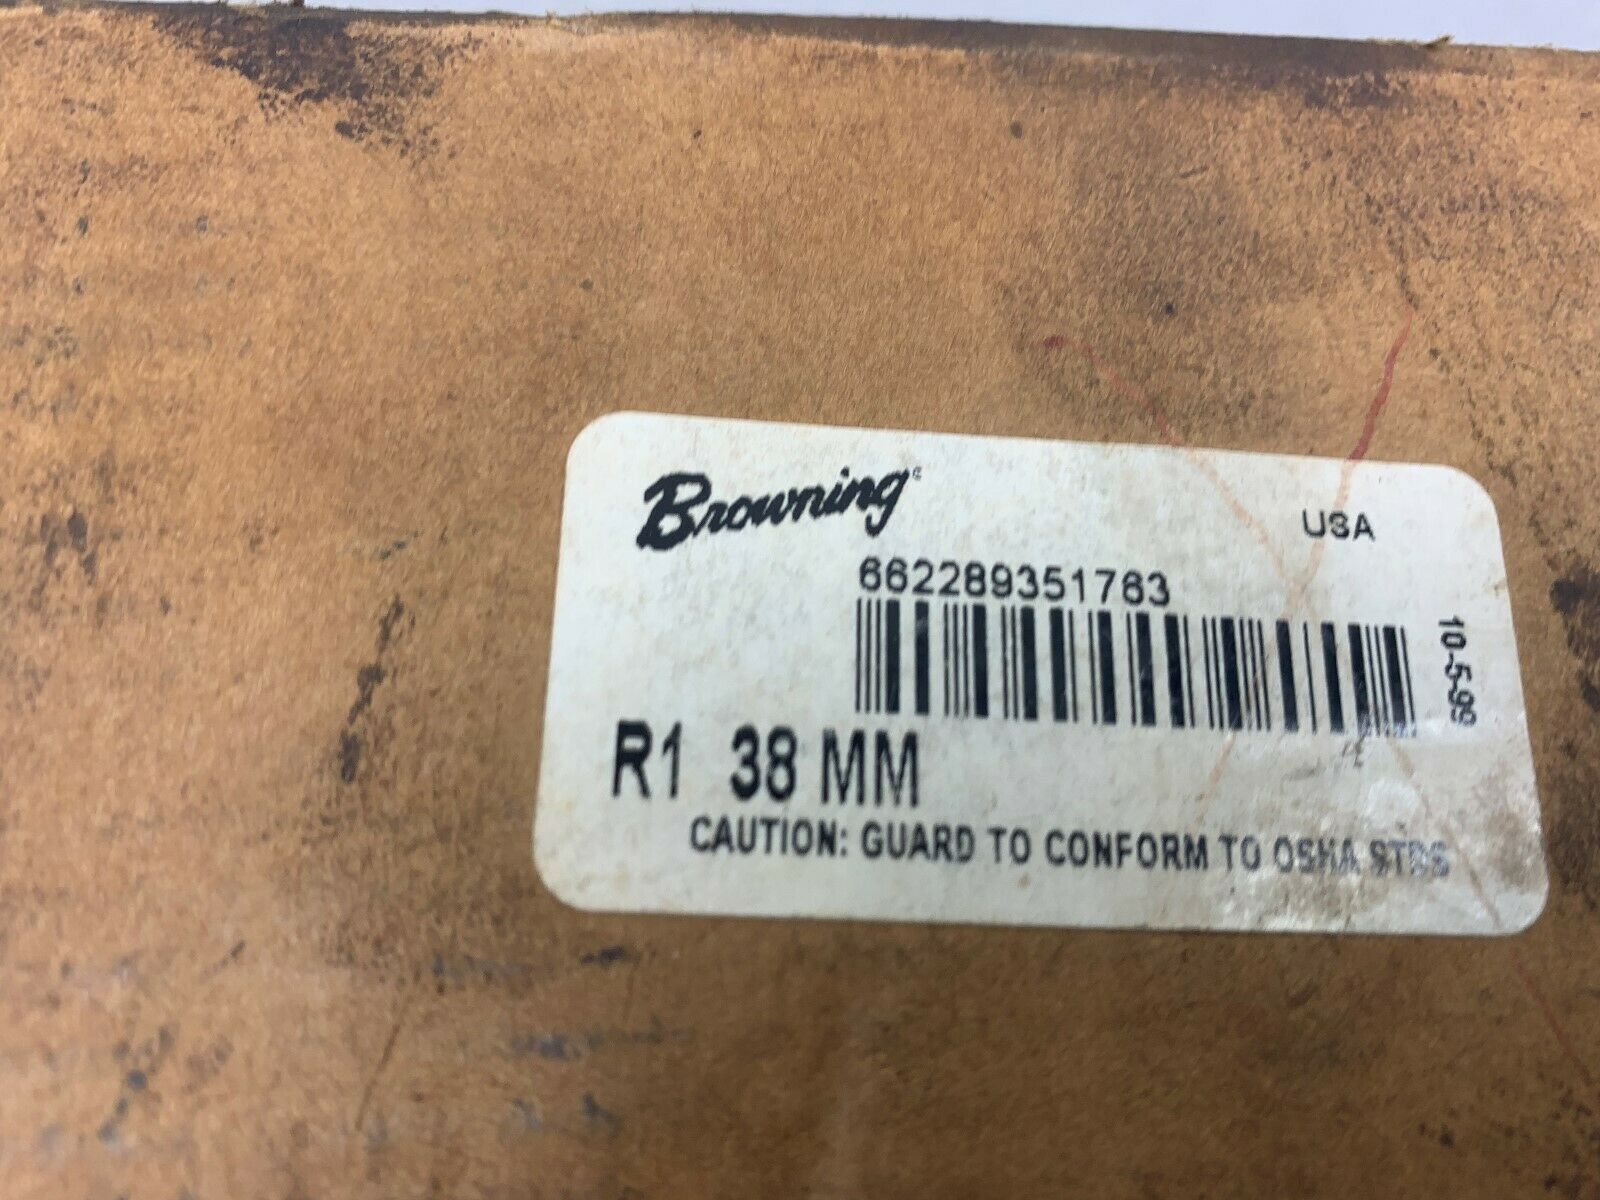 Browning
USA
662289351763
10-5-99
R1 38 MM
CAUTION: GUARD TO CONFORM TO OSHA STDS